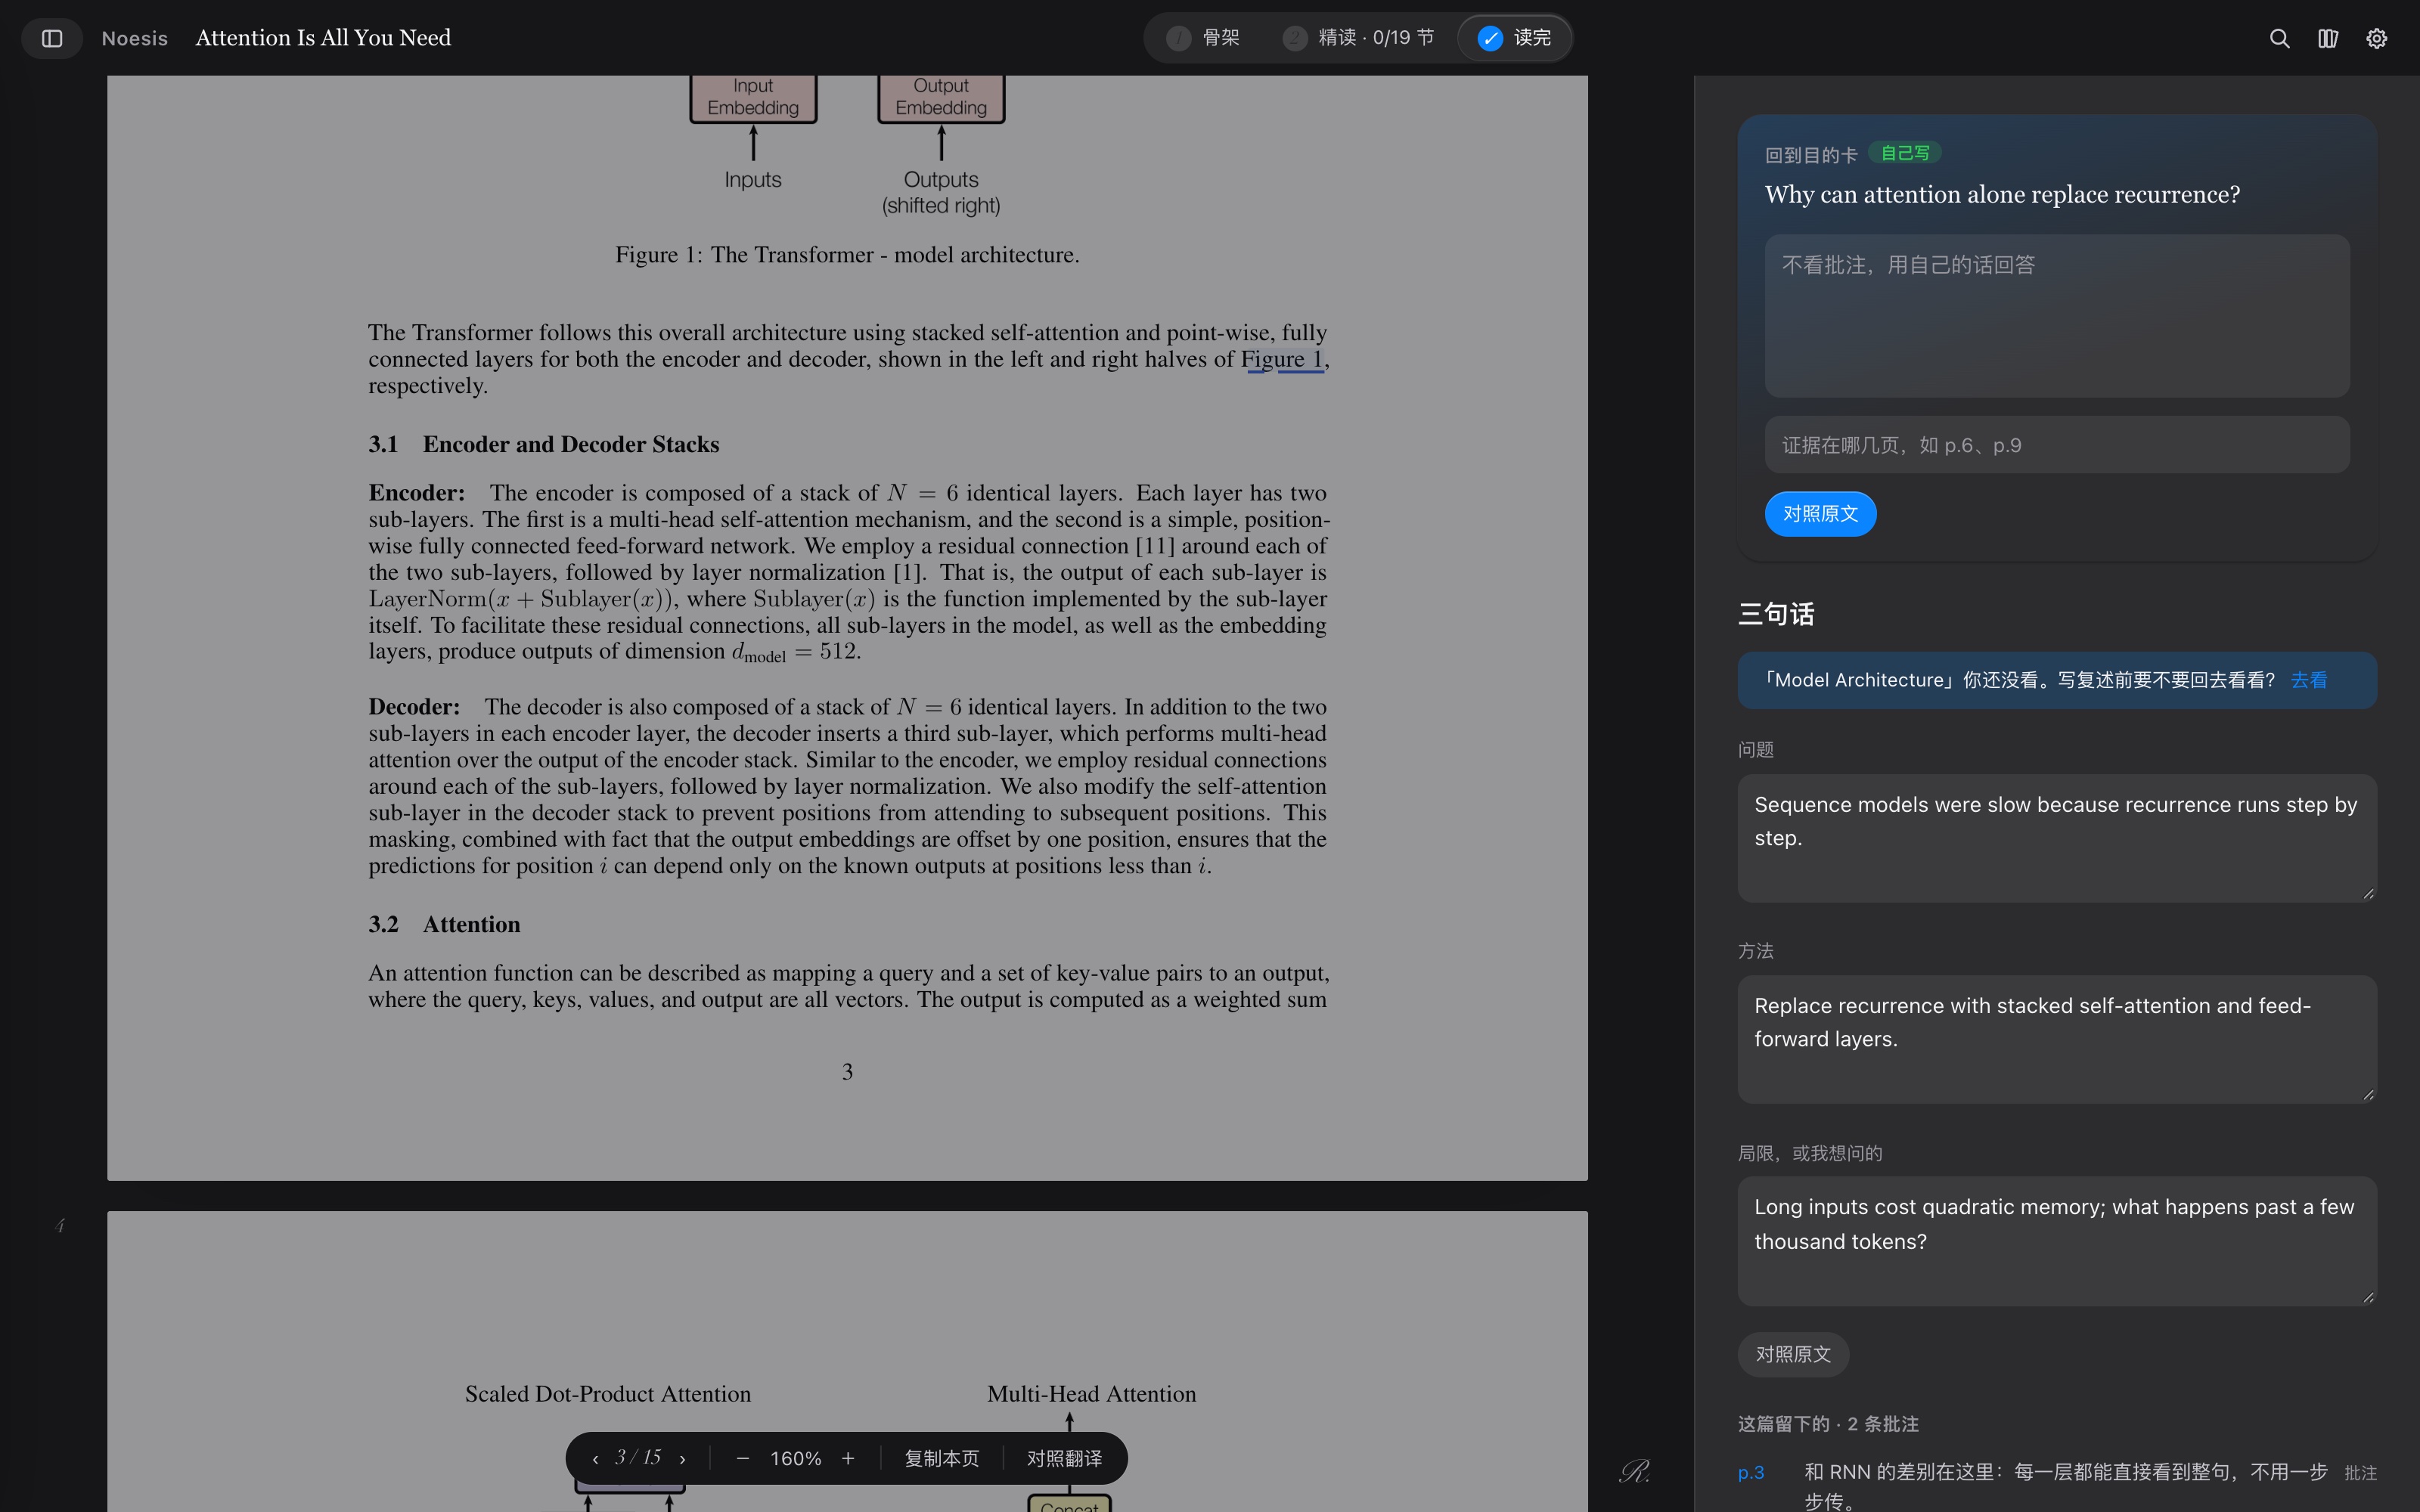 Noesis Attention Is All You Need
1 骨架 2 精读 · 0/19 节 ✓ 读完
Input
Embedding
Output
Embedding
Inputs
Outputs
(shifted right)
Figure 1: The Transformer - model architecture.
The Transformer follows this overall architecture using stacked self-attention and point-wise, fully
connected layers for both the encoder and decoder, shown in the left and right halves of Figure 1,
respectively.
3.1 Encoder and Decoder Stacks
Encoder: The encoder is composed of a stack of N = 6 identical layers. Each layer has two
sub-layers. The first is a multi-head self-attention mechanism, and the second is a simple, position-
wise fully connected feed-forward network. We employ a residual connection [11] around each of
the two sub-layers, followed by layer normalization [1]. That is, the output of each sub-layer is
LayerNorm(x + Sublayer(x)), where Sublayer(x) is the function implemented by the sub-layer
itself. To facilitate these residual connections, all sub-layers in the model, as well as the embedding
layers, produce outputs of dimension d_model = 512.
Decoder: The decoder is also composed of a stack of N = 6 identical layers. In addition to the two
sub-layers in each encoder layer, the decoder inserts a third sub-layer, which performs multi-head
attention over the output of the encoder stack. Similar to the encoder, we employ residual connections
around each of the sub-layers, followed by layer normalization. We also modify the self-attention
sub-layer in the decoder stack to prevent positions from attending to subsequent positions. This
masking, combined with fact that the output embeddings are offset by one position, ensures that the
predictions for position i can depend only on the known outputs at positions less than i.
3.2 Attention
An attention function can be described as mapping a query and a set of key-value pairs to an output,
where the query, keys, values, and output are all vectors. The output is computed as a weighted sum
3
4
Scaled Dot-Product Attention
Multi-Head Attention
Concat
‹ 3 / 15 › − 160% + 复制本页 对照翻译
R.
回到目的卡 自己写
Why can attention alone replace recurrence?
不看批注，用自己的话回答
证据在哪几页，如 p.6、p.9
对照原文
三句话
「Model Architecture」你还没看。写复述前要不要回去看看？ 去看
问题
Sequence models were slow because recurrence runs step by
step.
方法
Replace recurrence with stacked self-attention and feed-
forward layers.
局限，或我想问的
Long inputs cost quadratic memory; what happens past a few
thousand tokens?
对照原文
这篇留下的 · 2 条批注
p.3 和 RNN 的差别在这里：每一层都能直接看到整句，不用一步 批注
步传。